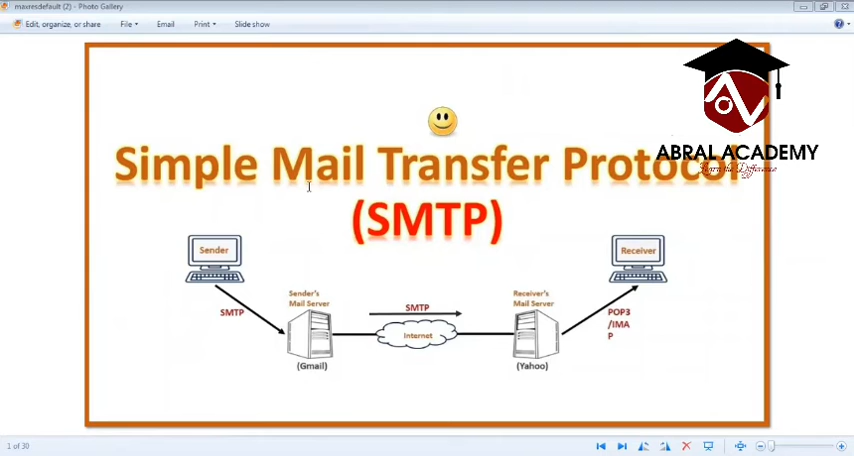 maxresdefault (2) - Photo Gallery
Edit, organize, or share File Email Print Slide show
ABRAL ACADEMY
Simple Mail Transfer Protocol
(SMTP)
Sender
Receiver
Sender's
Mail Server
Receiver's
Mail Server
SMTP
SMTP
POP3
/IMA
P
Internet
(Gmail)
(Yahoo)
1 of 30